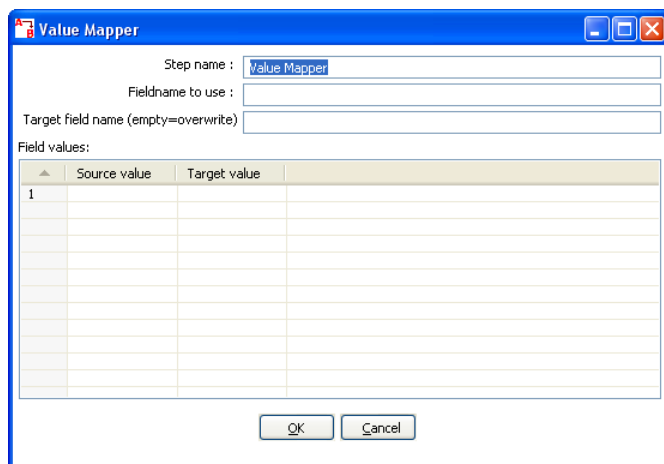 Value Mapper
Step name :
Value Mapper
Fieldname to use :
Target field name (empty=overwrite)
Field values:
Source value Target value
1
OK Cancel